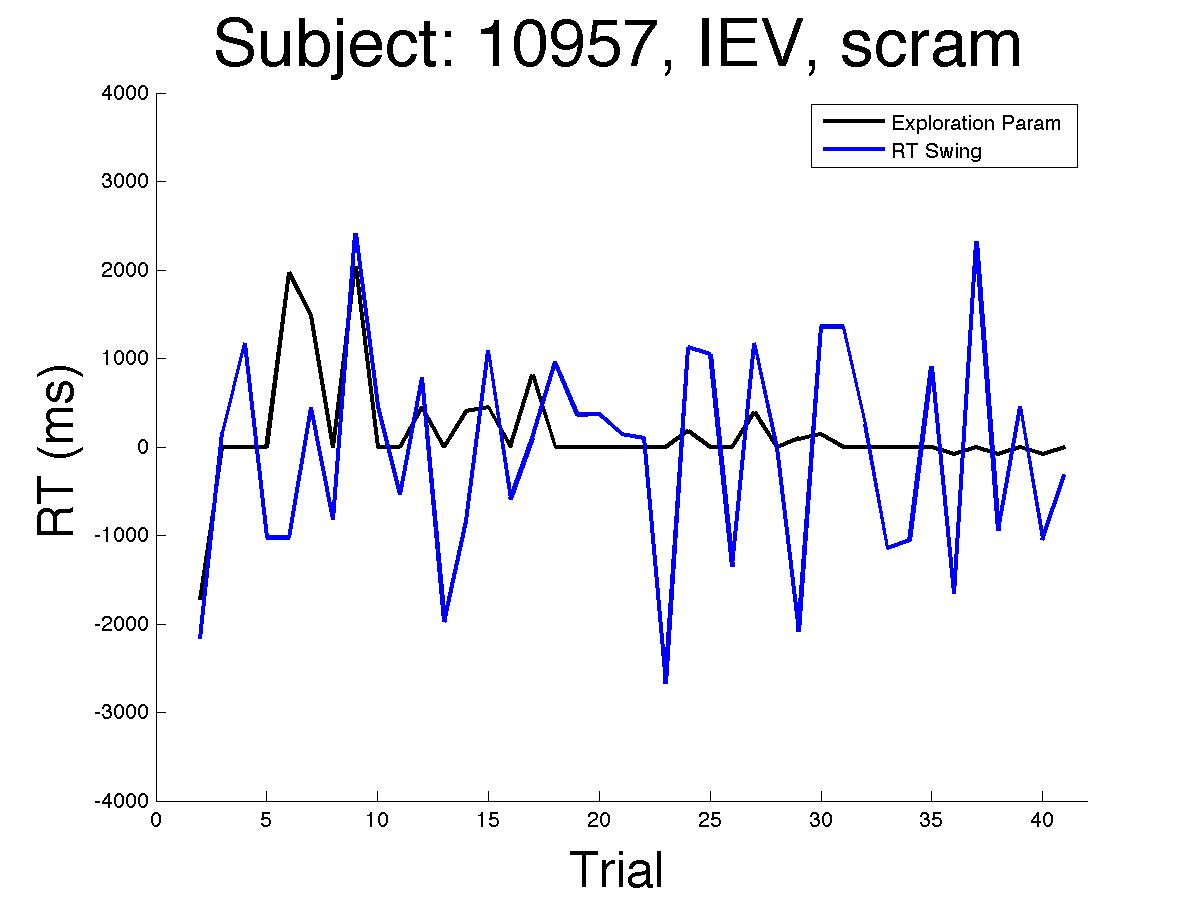 Subject: 10957, IEV, scram
4000
3000
2000
1000
0
-1000
-2000
-3000
-4000
RT (ms)
Exploration Param
RT Swing
0 5 10 15 20 25 30 35 40
Trial